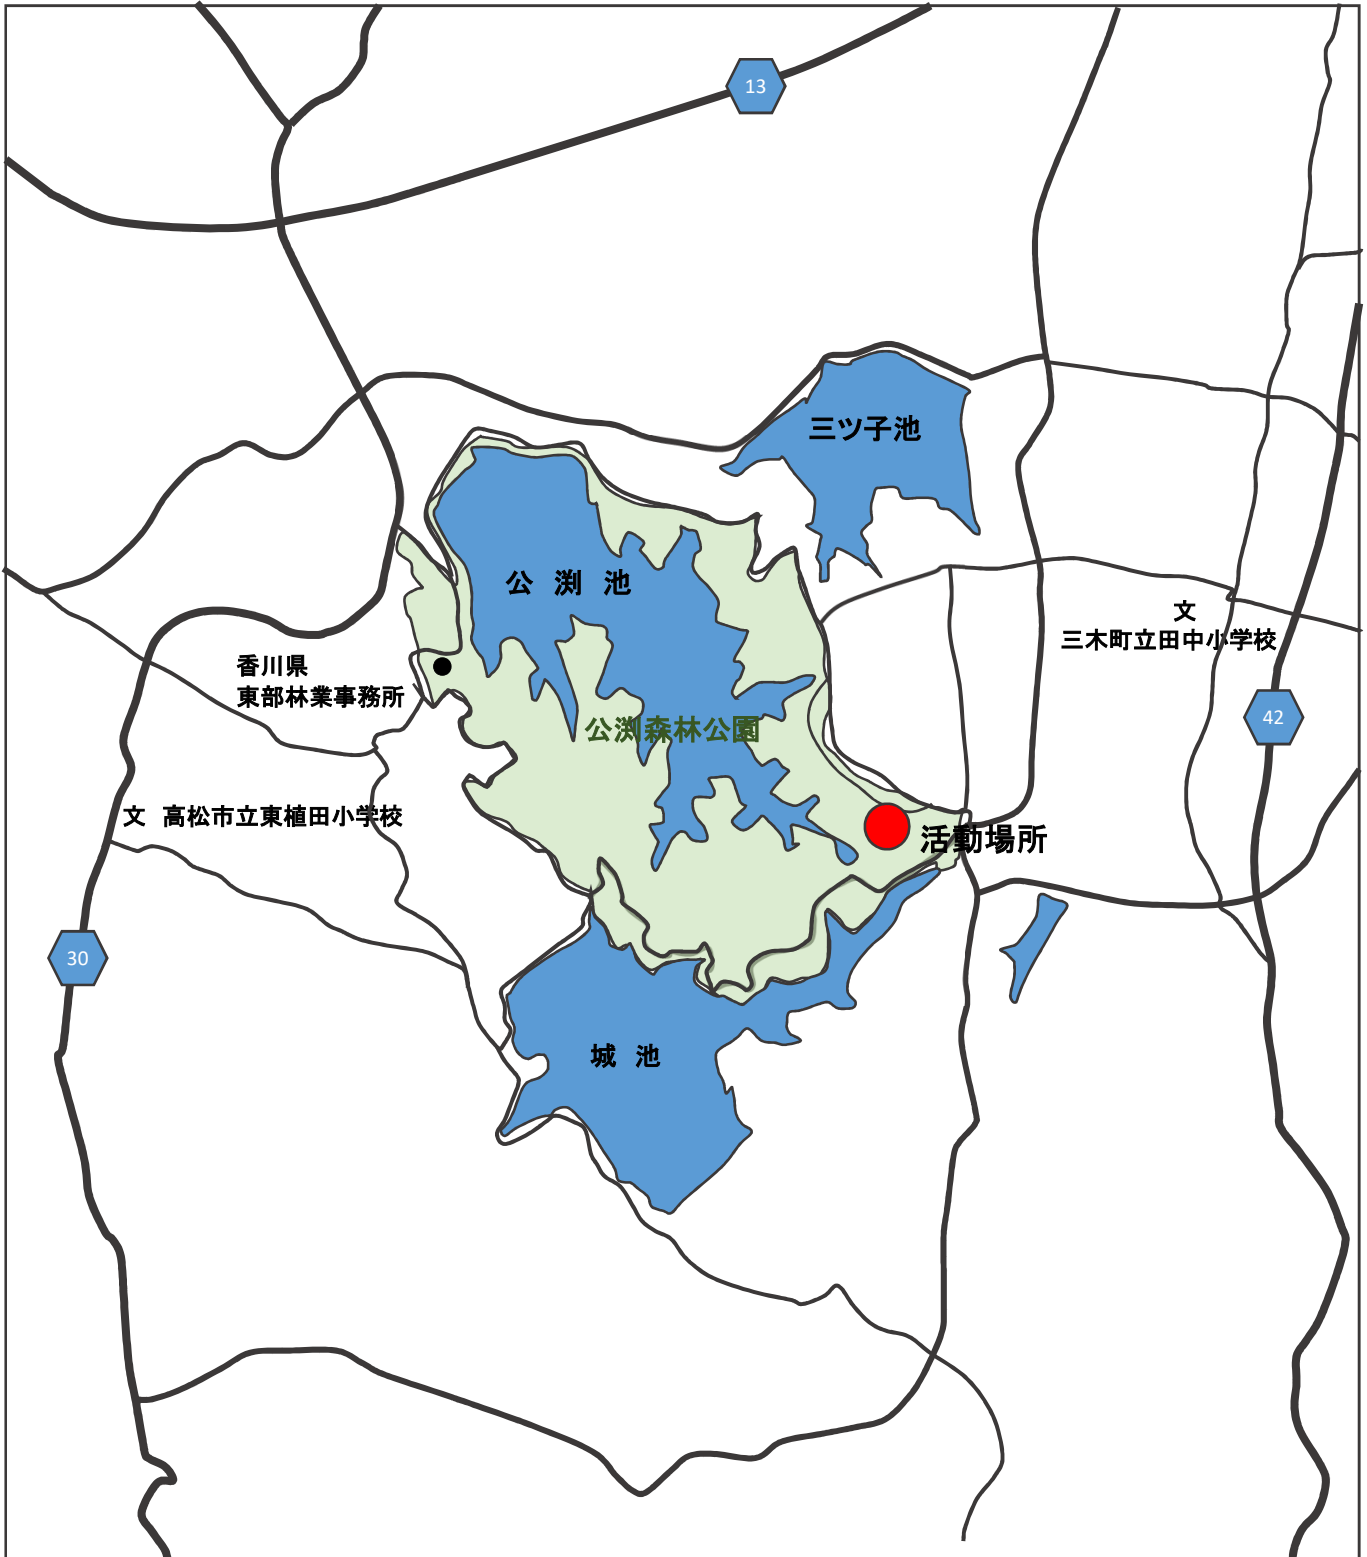 13
三ツ子池
公 渕 池
文
三木町立田中小学校
香川県
東部林業事務所
42
公渕森林公園
文 高松市立東植田小学校
活動場所
30
城 池